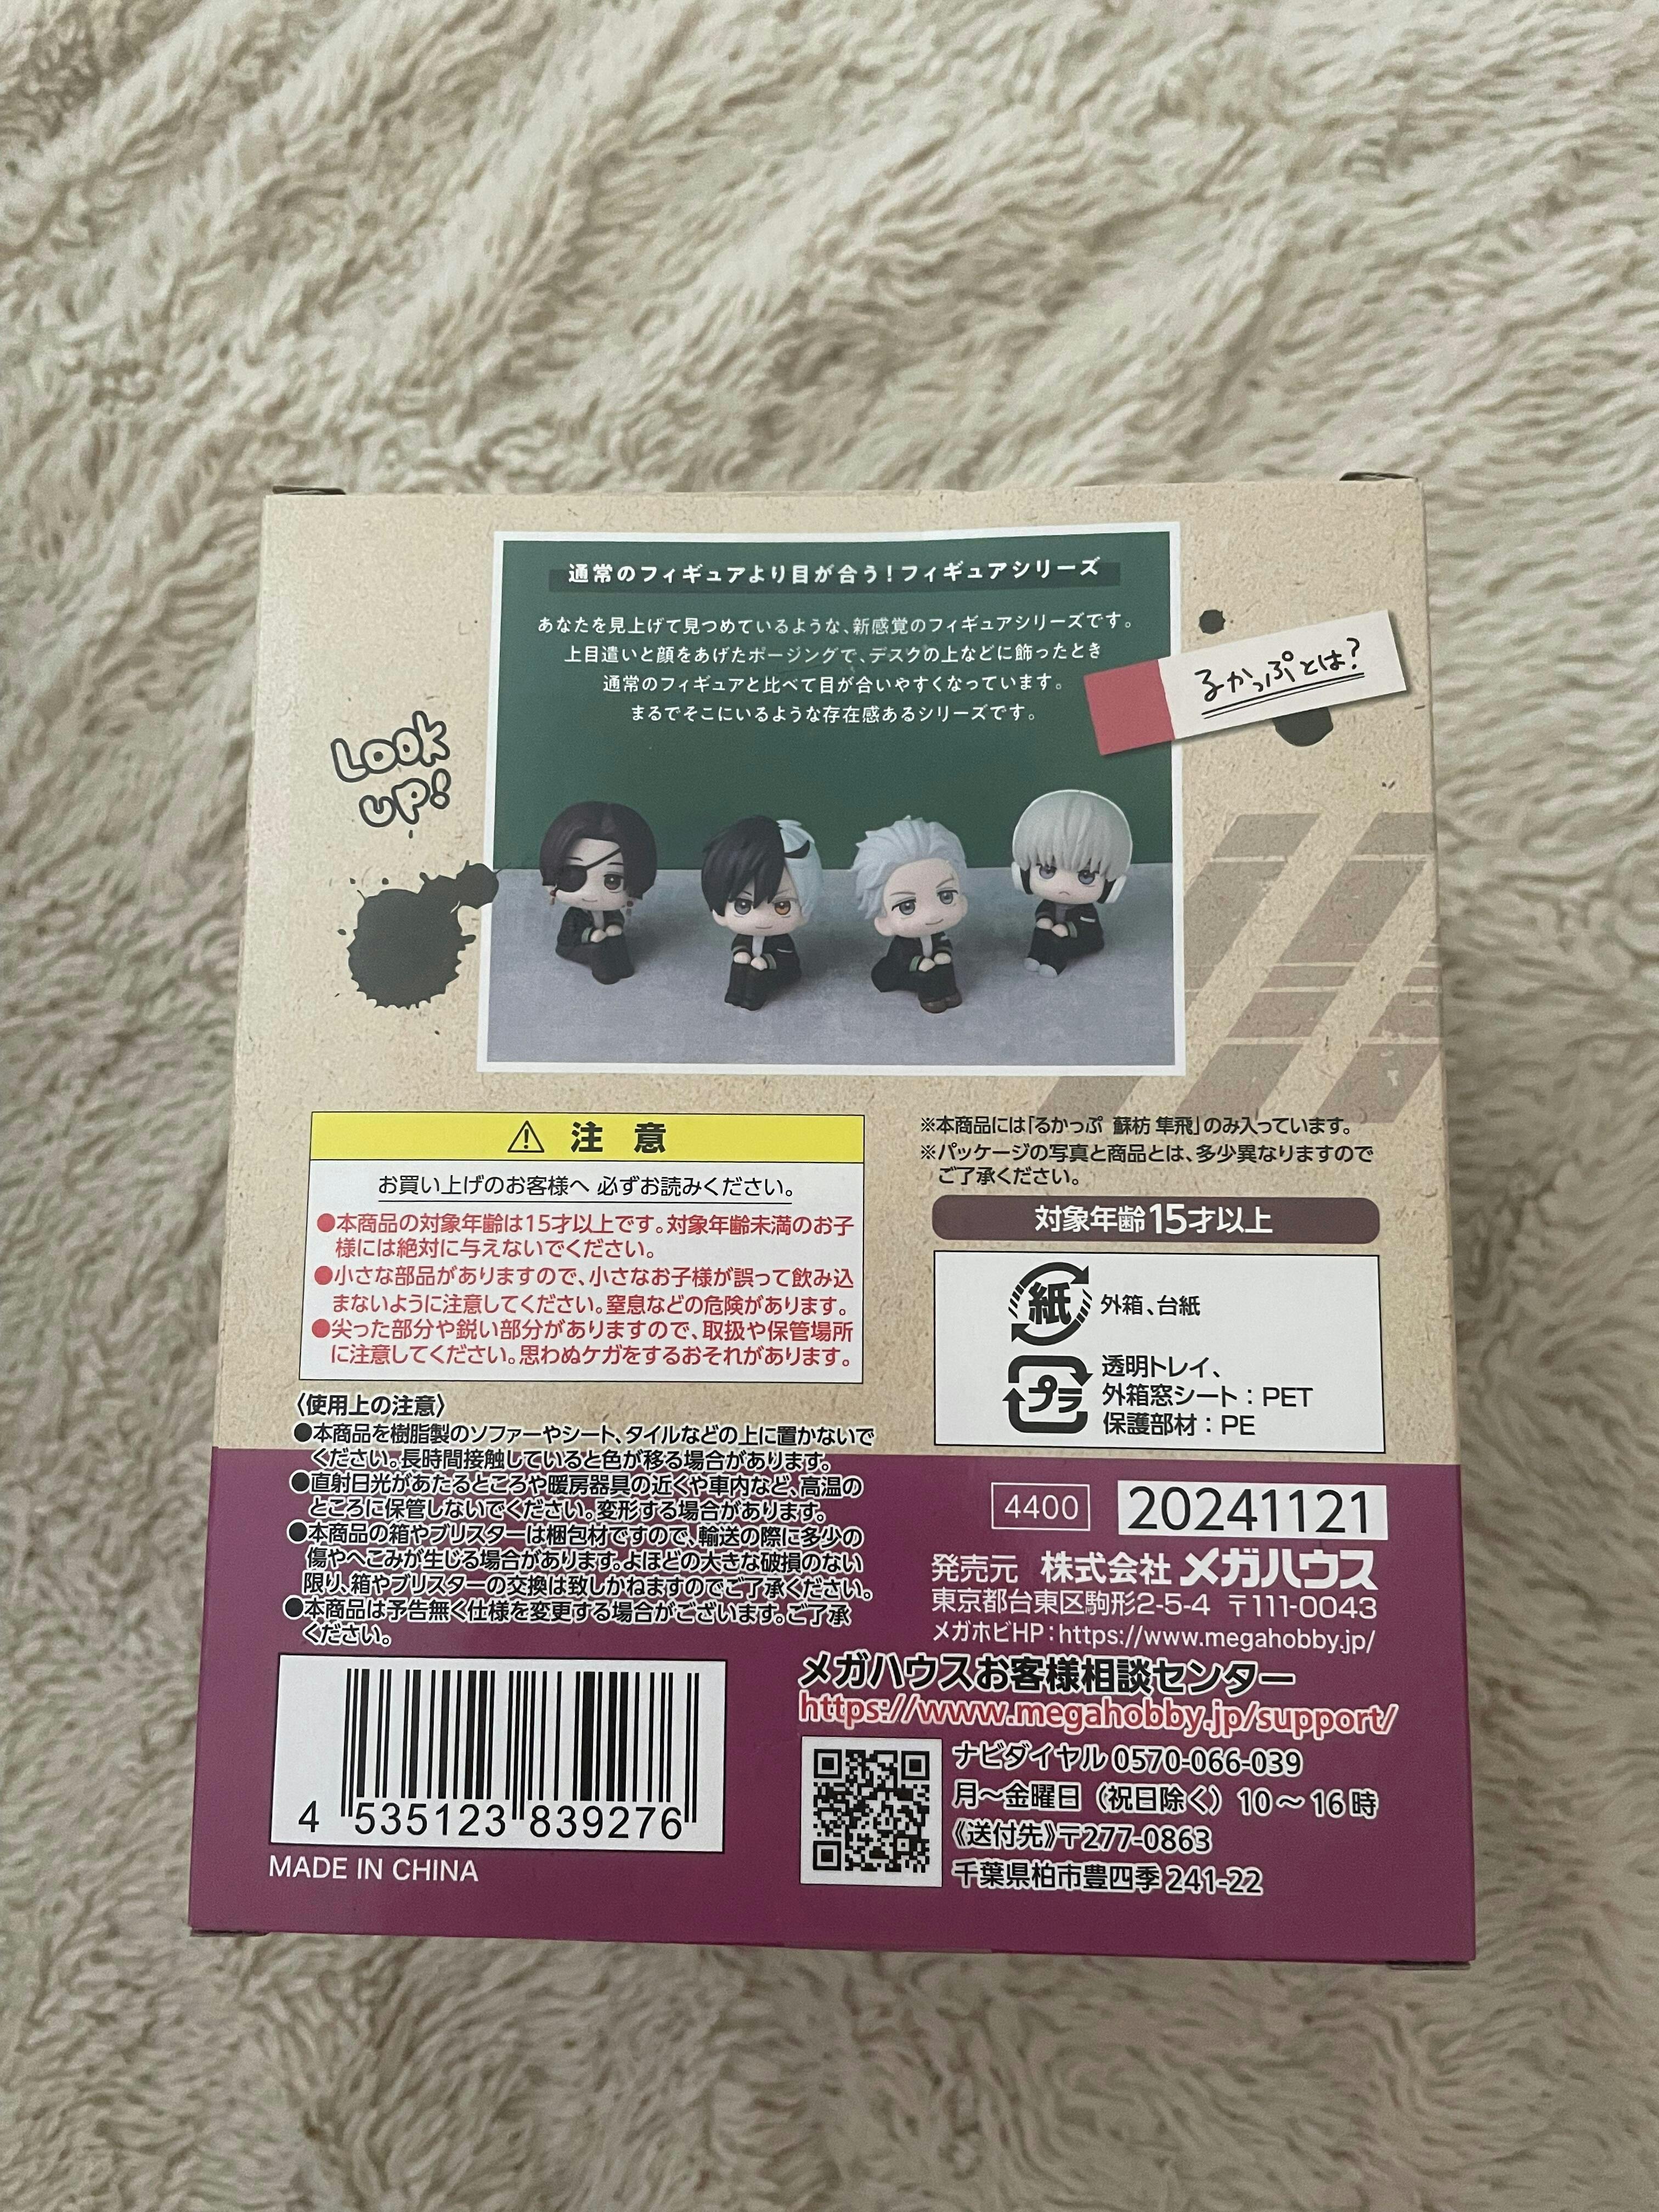 通常のフィギュアより目が合う！フィギュアシリーズ
あなたを見上げて見つめているような、新感覚のフィギュアシリーズです。
上目遣いと顔をあげたポージングで、デスクの上などに飾ったとき
通常のフィギュアと比べて目が合いやすくなっています。
まるでそこにいるような存在感あるシリーズです。
るかっぷとは？
Look
up!
⚠ 注意
お買い上げのお客様へ 必ずお読みください。
●本商品の対象年齢は15才以上です。対象年齢未満のお子
様には絶対に与えないでください。
●小さな部品がありますので、小さなお子様が誤って飲み込
まないように注意してください。窒息などの危険があります。
●尖った部分や鋭い部分がありますので、取扱や保管場所
に注意してください。思わぬケガをするおそれがあります。
〈使用上の注意〉
●本商品を樹脂製のソファーやシート、タイルなどの上に置かないで
ください。長時間接触していると色が移る場合があります。
●直射日光があたるところや暖房器具の近くや車内など、高温の
ところに保管しないでください。変形する場合があります。
●本商品の箱やブリスターは梱包材ですので、輸送の際に多少の
傷やへこみが生じる場合があります。よほどの大きな破損のない
限り、箱やブリスターの交換は致しかねますのでご了承ください。
●本商品は予告無く仕様を変更する場合がございます。ご了承
ください。
4 535123 839276
MADE IN CHINA
※本商品には「るかっぷ 蘇枋 隼飛」のみ入っています。
※パッケージの写真と商品とは、多少異なりますので
ご了承ください。
対象年齢15才以上
紙 外箱、台紙
プラ 透明トレイ、
外箱窓シート：PET
保護部材：PE
4400 20241121
発売元 株式会社 メガハウス
東京都台東区駒形2-5-4 〒111-0043
メガホビHP：https://www.megahobby.jp/
メガハウスお客様相談センター
https://www.megahobby.jp/support/
ナビダイヤル 0570-066-039
月～金曜日（祝日除く）10～16時
《送付先》〒277-0863
千葉県柏市豊四季 241-22